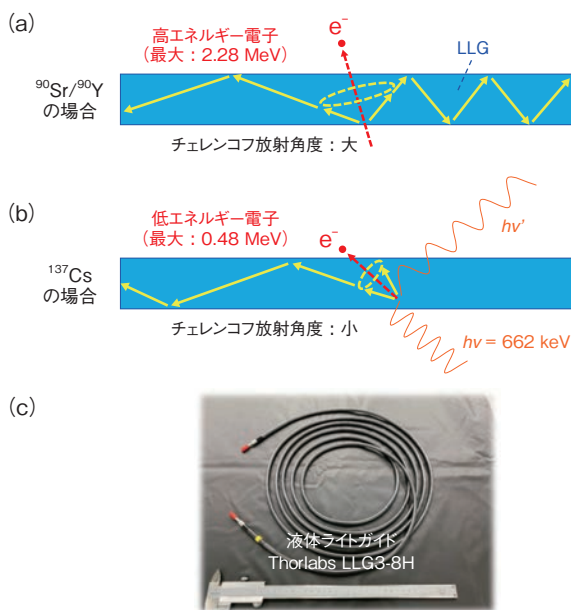 (a)
高エネルギー電子
(最大：2.28 MeV)
e⁻
LLG
⁹⁰Sr/⁹⁰Y
の場合
チェレンコフ放射角度：大
(b)
低エネルギー電子
(最大：0.48 MeV)
e⁻
hν'
¹³⁷Cs
の場合
チェレンコフ放射角度：小
hν = 662 keV
(c)
液体ライトガイド
Thorlabs LLG3-8H